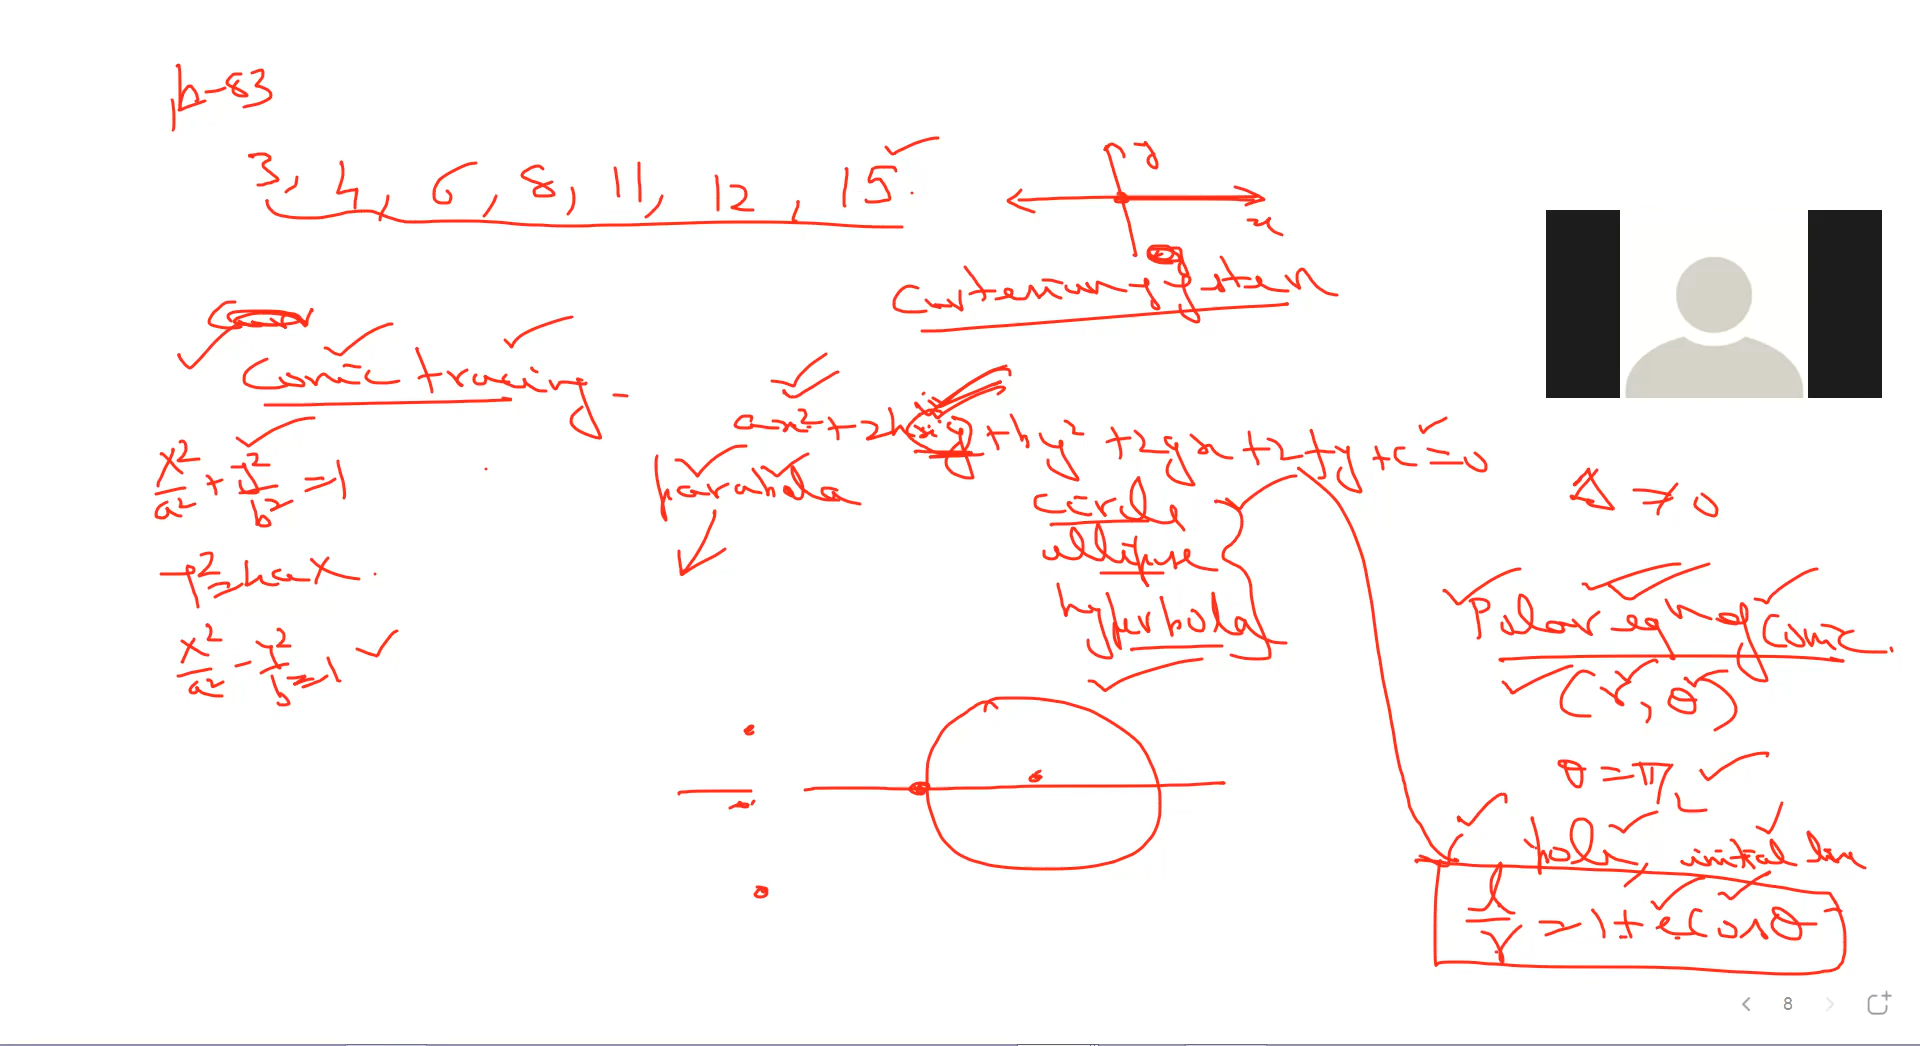 p-83
3, 4, 6, 8, 11, 12, 15.
y
x
Cartesian system
Conic tracing -
ax² + 2hxy + by² + 2gx + 2fy + c = 0
x²/a² + y²/b² = 1
parabola
circle
ellipse
hyperbola
Δ ≠ 0
Y² = 4aX.
X²/a² - Y²/b² = 1
Polar eqn of Conic.
(r, θ)
θ = π/2
pole, initial line
l/r = 1 ± e Cos θ
8